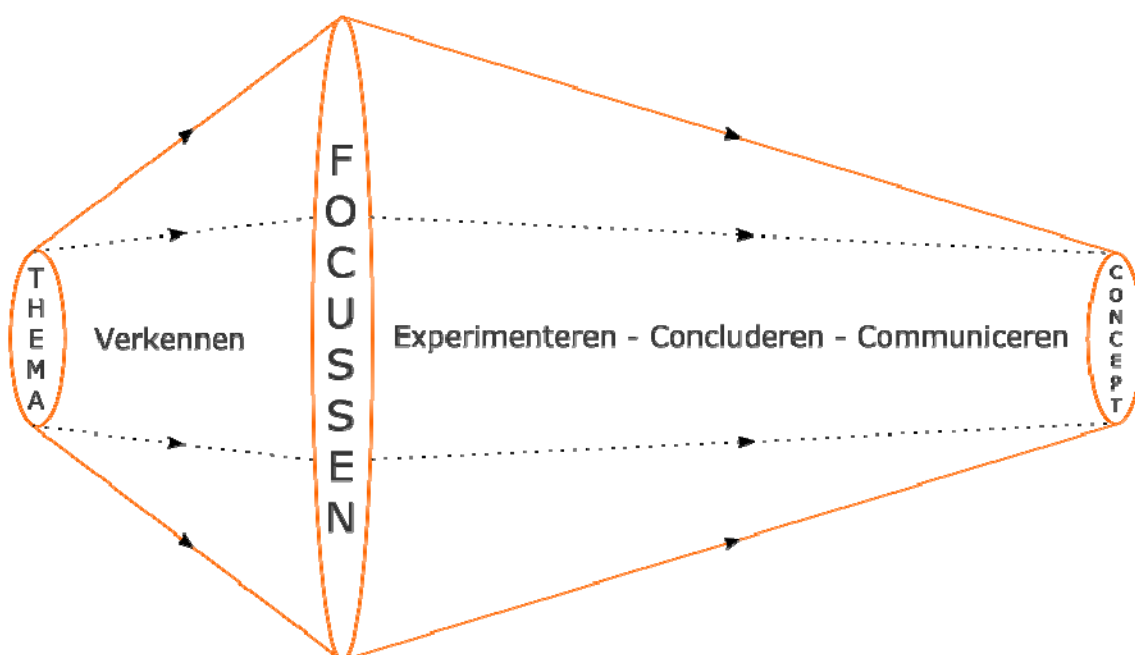 THEMA
Verkennen
FOCUSSEN
Experimenteren - Concluderen - Communiceren
CONCEPT